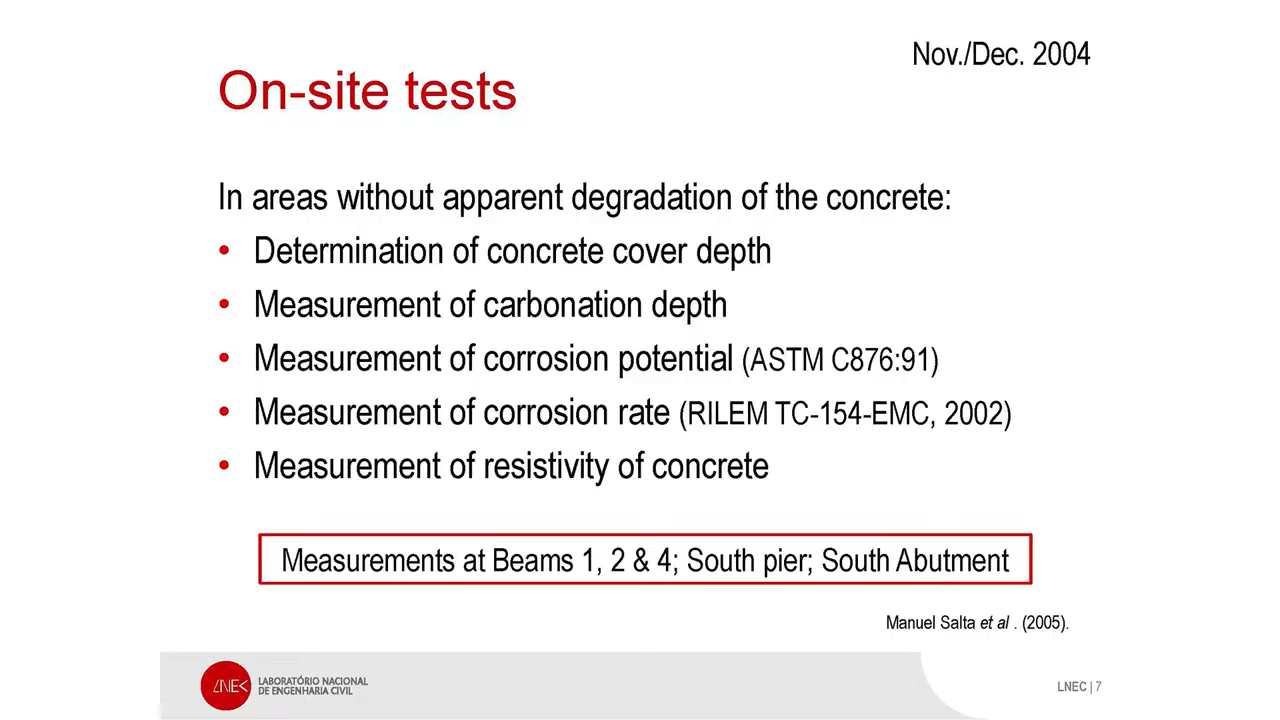 Nov./Dec. 2004
On-site tests
In areas without apparent degradation of the concrete:
• Determination of concrete cover depth
• Measurement of carbonation depth
• Measurement of corrosion potential (ASTM C876:91)
• Measurement of corrosion rate (RILEM TC-154-EMC, 2002)
• Measurement of resistivity of concrete
Measurements at Beams 1, 2 & 4; South pier; South Abutment
Manuel Salta et al . (2005).
LNEC
LABORATÓRIO NACIONAL
DE ENGENHARIA CIVIL
LNEC | 7